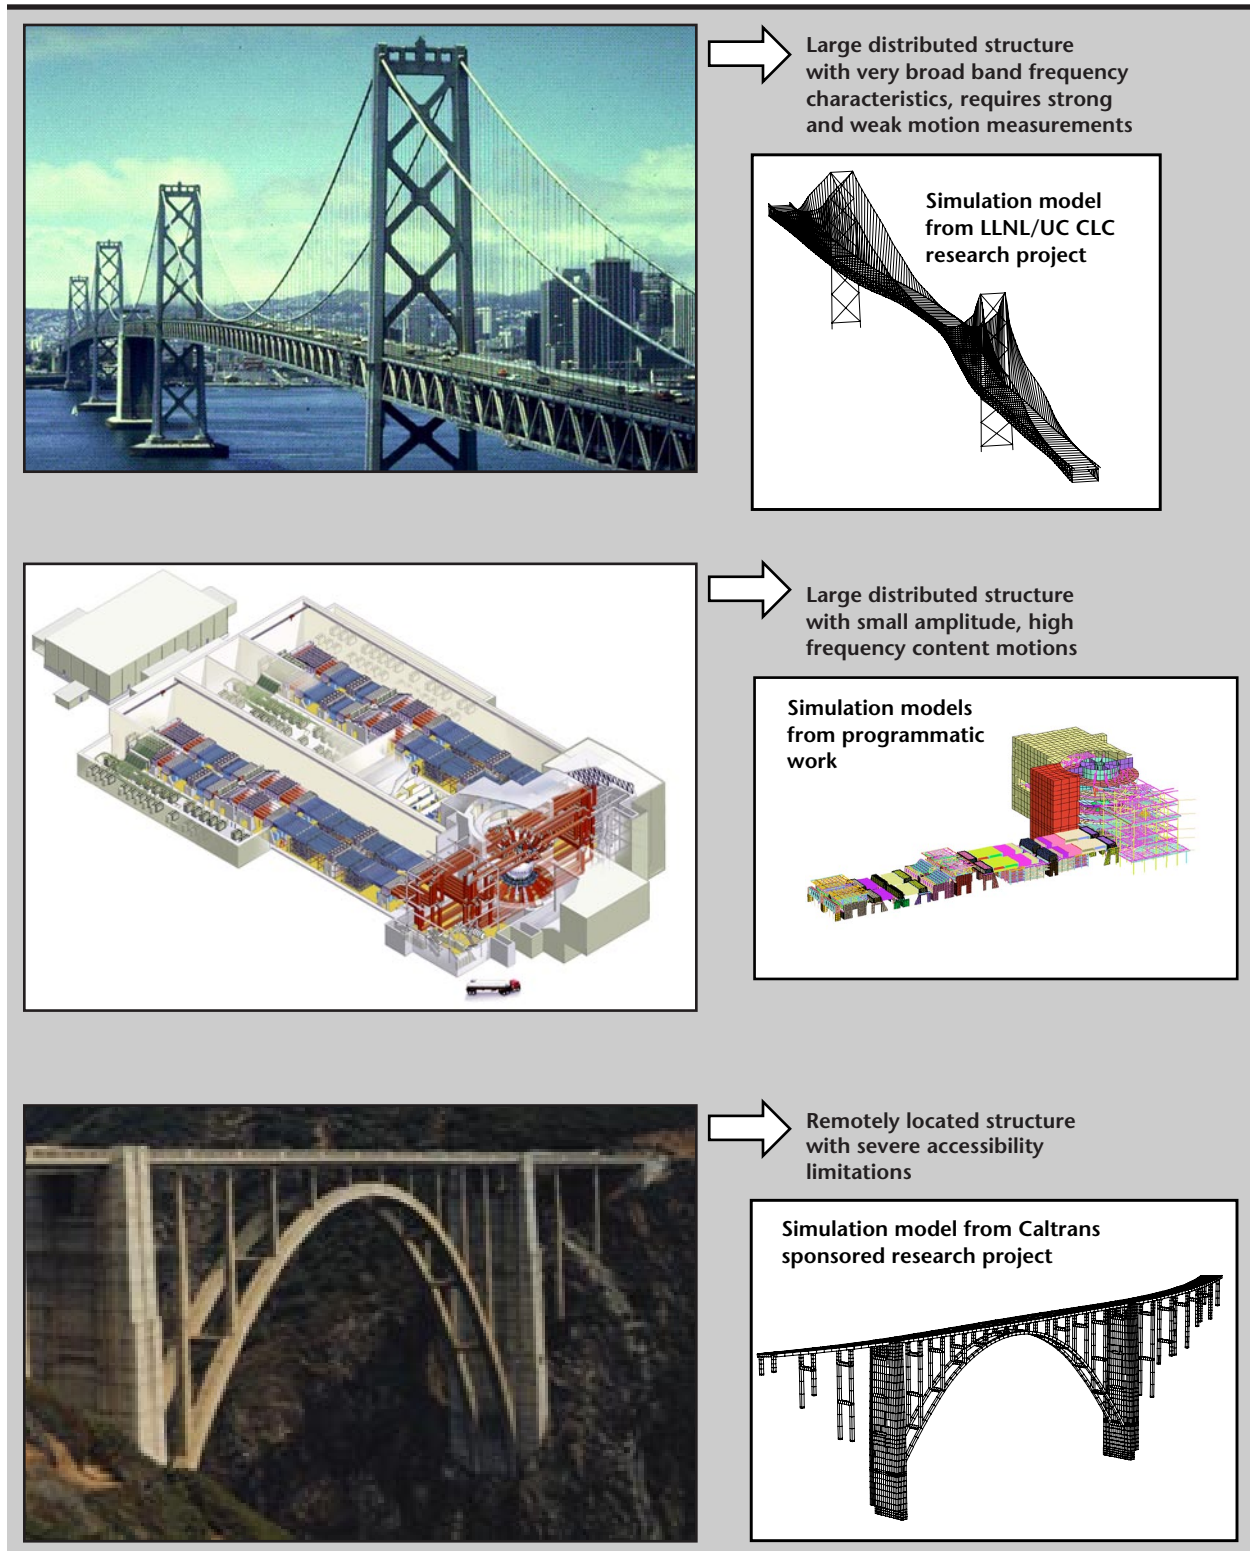 Large distributed structure
with very broad band frequency
characteristics, requires strong
and weak motion measurements
Simulation model
from LLNL/UC CLC
research project
Large distributed structure
with small amplitude, high
frequency content motions
Simulation models
from programmatic
work
Remotely located structure
with severe accessibility
limitations
Simulation model from Caltrans
sponsored research project